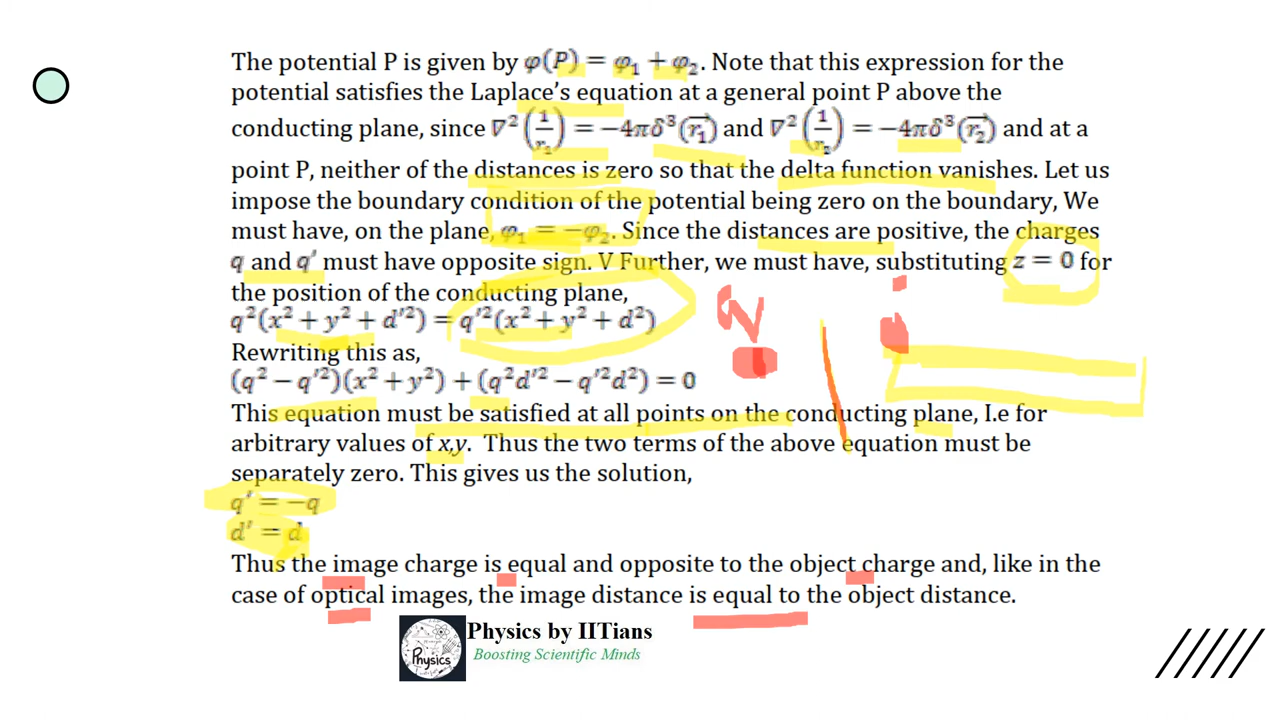 The potential P is given by φ(P) = φ₁ + φ₂. Note that this expression for the
potential satisfies the Laplace's equation at a general point P above the
conducting plane, since ∇²(1/r₂) = −4πδ³(r₁⃗) and ∇²(1/r₂) = −4πδ³(r₂⃗) and at a
point P, neither of the distances is zero so that the delta function vanishes. Let us
impose the boundary condition of the potential being zero on the boundary, We
must have, on the plane, φ₁ = −φ₂. Since the distances are positive, the charges
q and q′ must have opposite sign. V Further, we must have, substituting z = 0 for
the position of the conducting plane,
q²(x² + y² + d′²) = q′²(x² + y² + d²)
Rewriting this as,
(q² − q′²)(x² + y²) + (q²d′² − q′²d²) = 0
This equation must be satisfied at all points on the conducting plane, I.e for
arbitrary values of x,y. Thus the two terms of the above equation must be
separately zero. This gives us the solution,
q′ = −q
d′ = d
Thus the image charge is equal and opposite to the object charge and, like in the
case of optical images, the image distance is equal to the object distance.
Physics
Physics by IITians
Boosting Scientific Minds